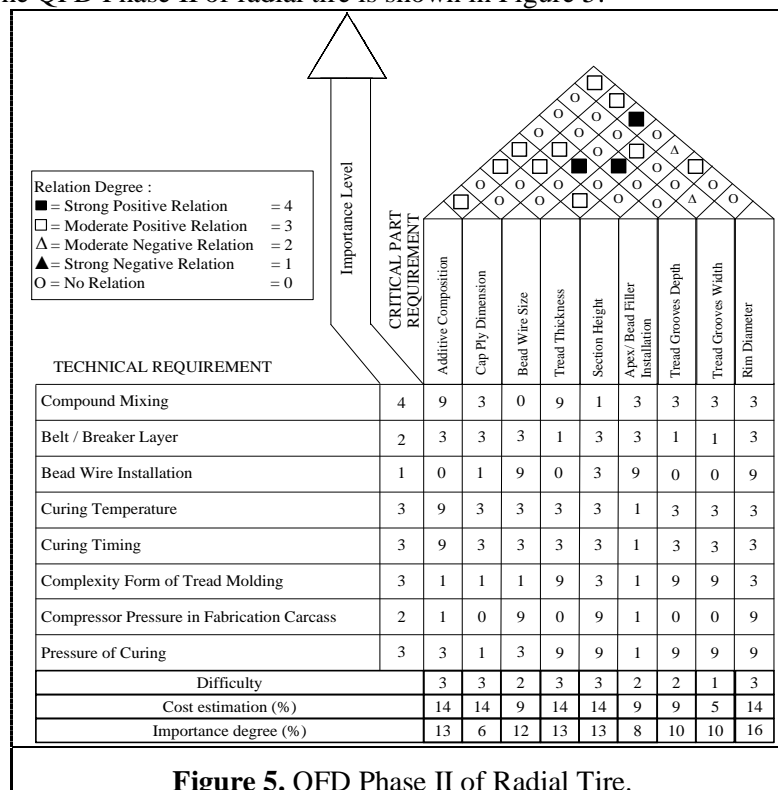 The QFD Phase II of radial tire is shown in Figure 5.
Importance Level
CRITICAL PART
REQUIREMENT
Relation Degree :
■ = Strong Positive Relation = 4
□ = Moderate Positive Relation = 3
Δ = Moderate Negative Relation = 2
▲ = Strong Negative Relation = 1
O = No Relation = 0
TECHNICAL REQUIREMENT
Additive Composition
Cap Ply Dimension
Bead Wire Size
Tread Thickness
Section Height
Apex/ Bead Filler
Installation
Tread Grooves Depth
Tread Grooves Width
Rim Diameter
Compound Mixing 4 9 3 0 9 1 3 3 3 3
Belt / Breaker Layer 2 3 3 3 1 3 3 1 1 3
Bead Wire Installation 1 0 1 9 0 3 9 0 0 9
Curing Temperature 3 9 3 3 3 3 1 3 3 3
Curing Timing 3 9 3 3 3 3 1 3 3 3
Complexity Form of Tread Molding 3 1 1 1 9 3 1 9 9 3
Compressor Pressure in Fabrication Carcass 2 1 0 9 0 9 1 0 0 9
Pressure of Curing 3 3 1 3 9 9 1 9 9 9
Difficulty 3 3 2 3 3 2 2 1 3
Cost estimation (%) 14 14 9 14 14 9 9 5 14
Importance degree (%) 13 6 12 13 13 8 10 10 16
Figure 5. QFD Phase II of Radial Tire.